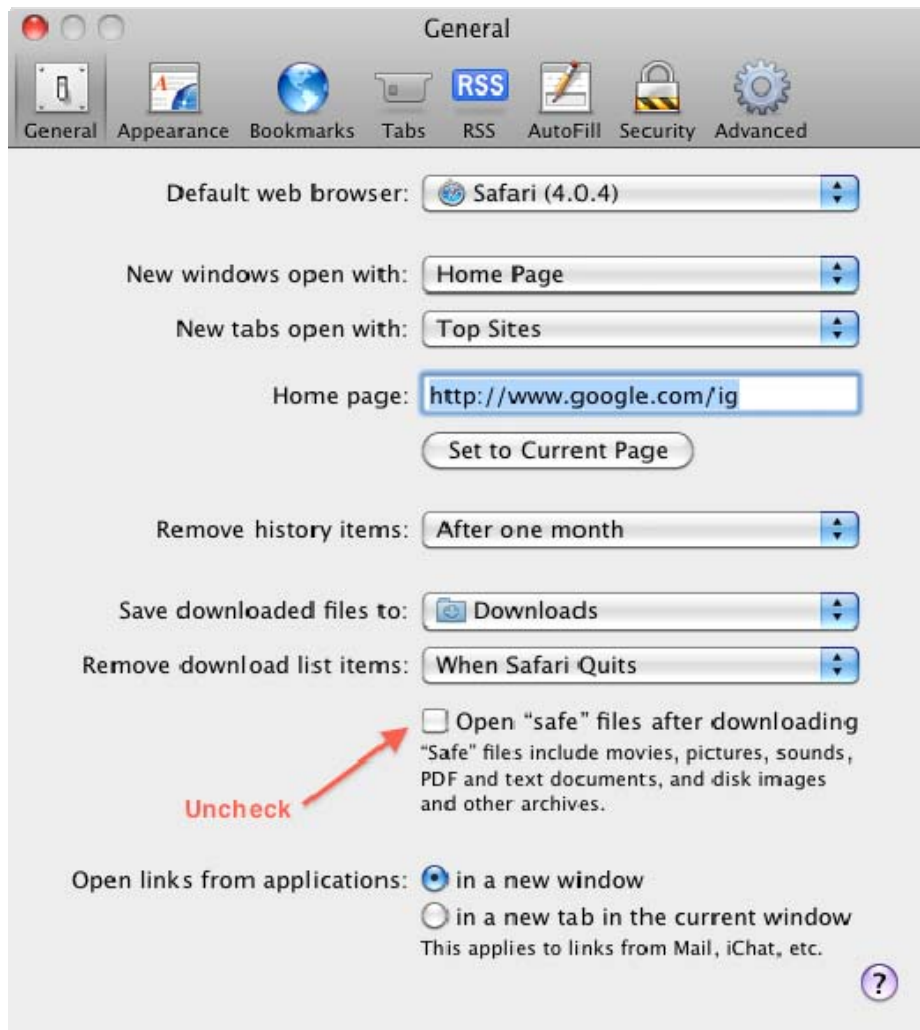 General
General Appearance Bookmarks Tabs RSS RSS AutoFill Security Advanced
Default web browser: Safari (4.0.4)
New windows open with: Home Page
New tabs open with: Top Sites
Home page: http://www.google.com/ig
Set to Current Page
Remove history items: After one month
Save downloaded files to: Downloads
Remove download list items: When Safari Quits
Open “safe” files after downloading
“Safe” files include movies, pictures, sounds,
PDF and text documents, and disk images
and other archives.
Uncheck
Open links from applications: in a new window
in a new tab in the current window
This applies to links from Mail, iChat, etc.
?